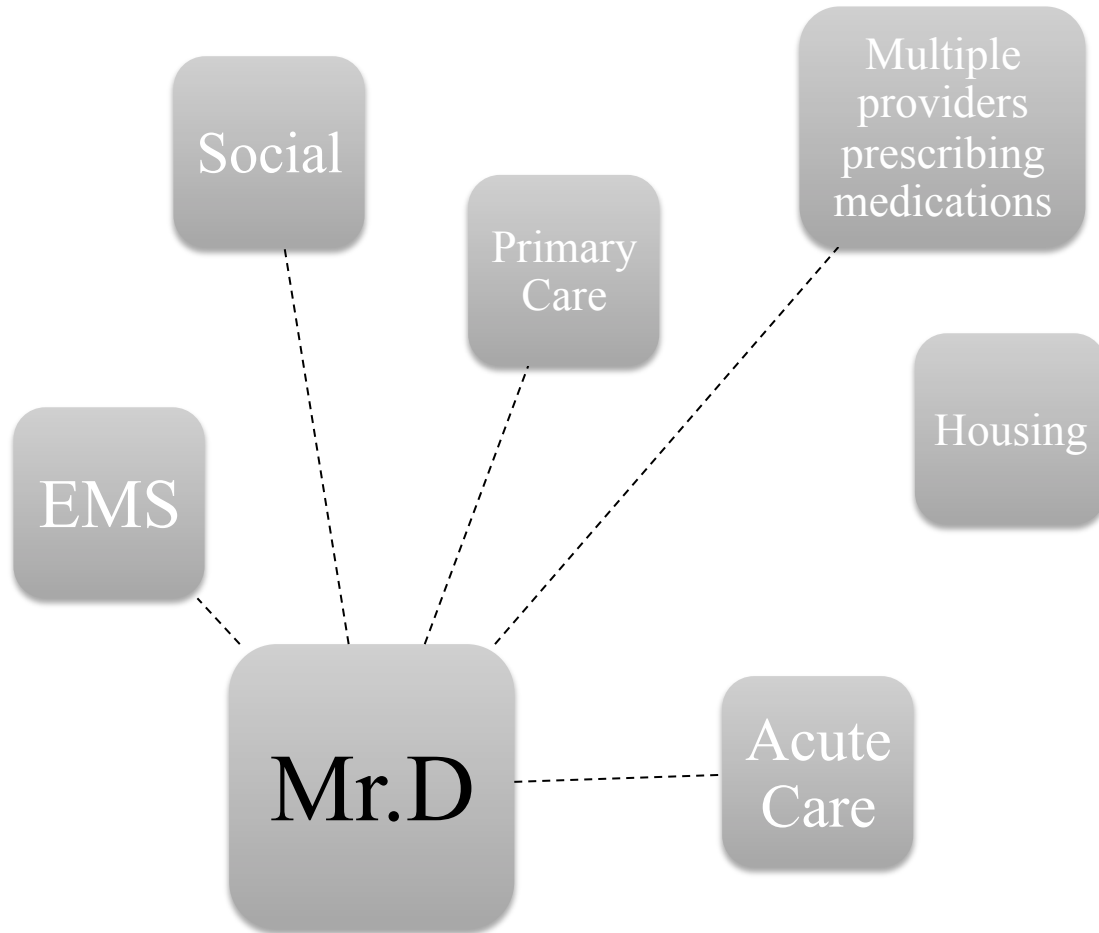 Social
Multiple
providers
prescribing
medications
Primary
Care
Housing
EMS
Mr.D
Acute
Care